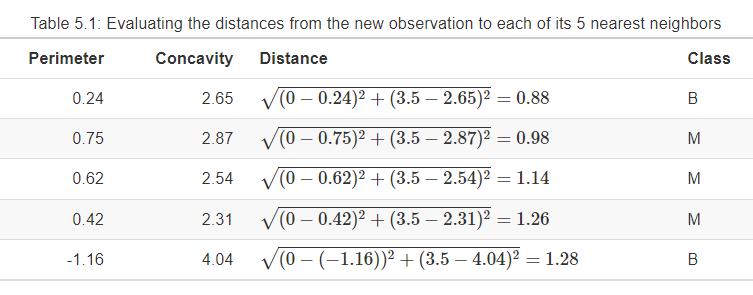 Table 5.1: Evaluating the distances from the new observation to each of its 5 nearest neighbors
Perimeter Concavity Distance Class
0.24 2.65 √(0 − 0.24)² + (3.5 − 2.65)² = 0.88 B
0.75 2.87 √(0 − 0.75)² + (3.5 − 2.87)² = 0.98 M
0.62 2.54 √(0 − 0.62)² + (3.5 − 2.54)² = 1.14 M
0.42 2.31 √(0 − 0.42)² + (3.5 − 2.31)² = 1.26 M
-1.16 4.04 √(0 − (−1.16))² + (3.5 − 4.04)² = 1.28 B